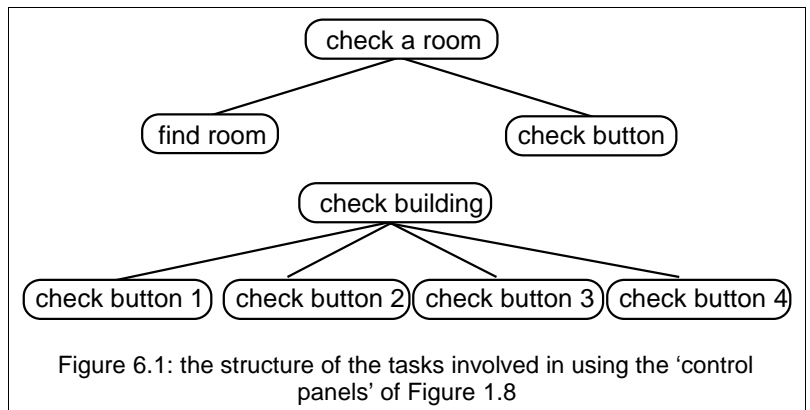 check a room
find room
check button
check building
check button 1
check button 2
check button 3
check button 4
Figure 6.1: the structure of the tasks involved in using the ‘control
panels’ of Figure 1.8